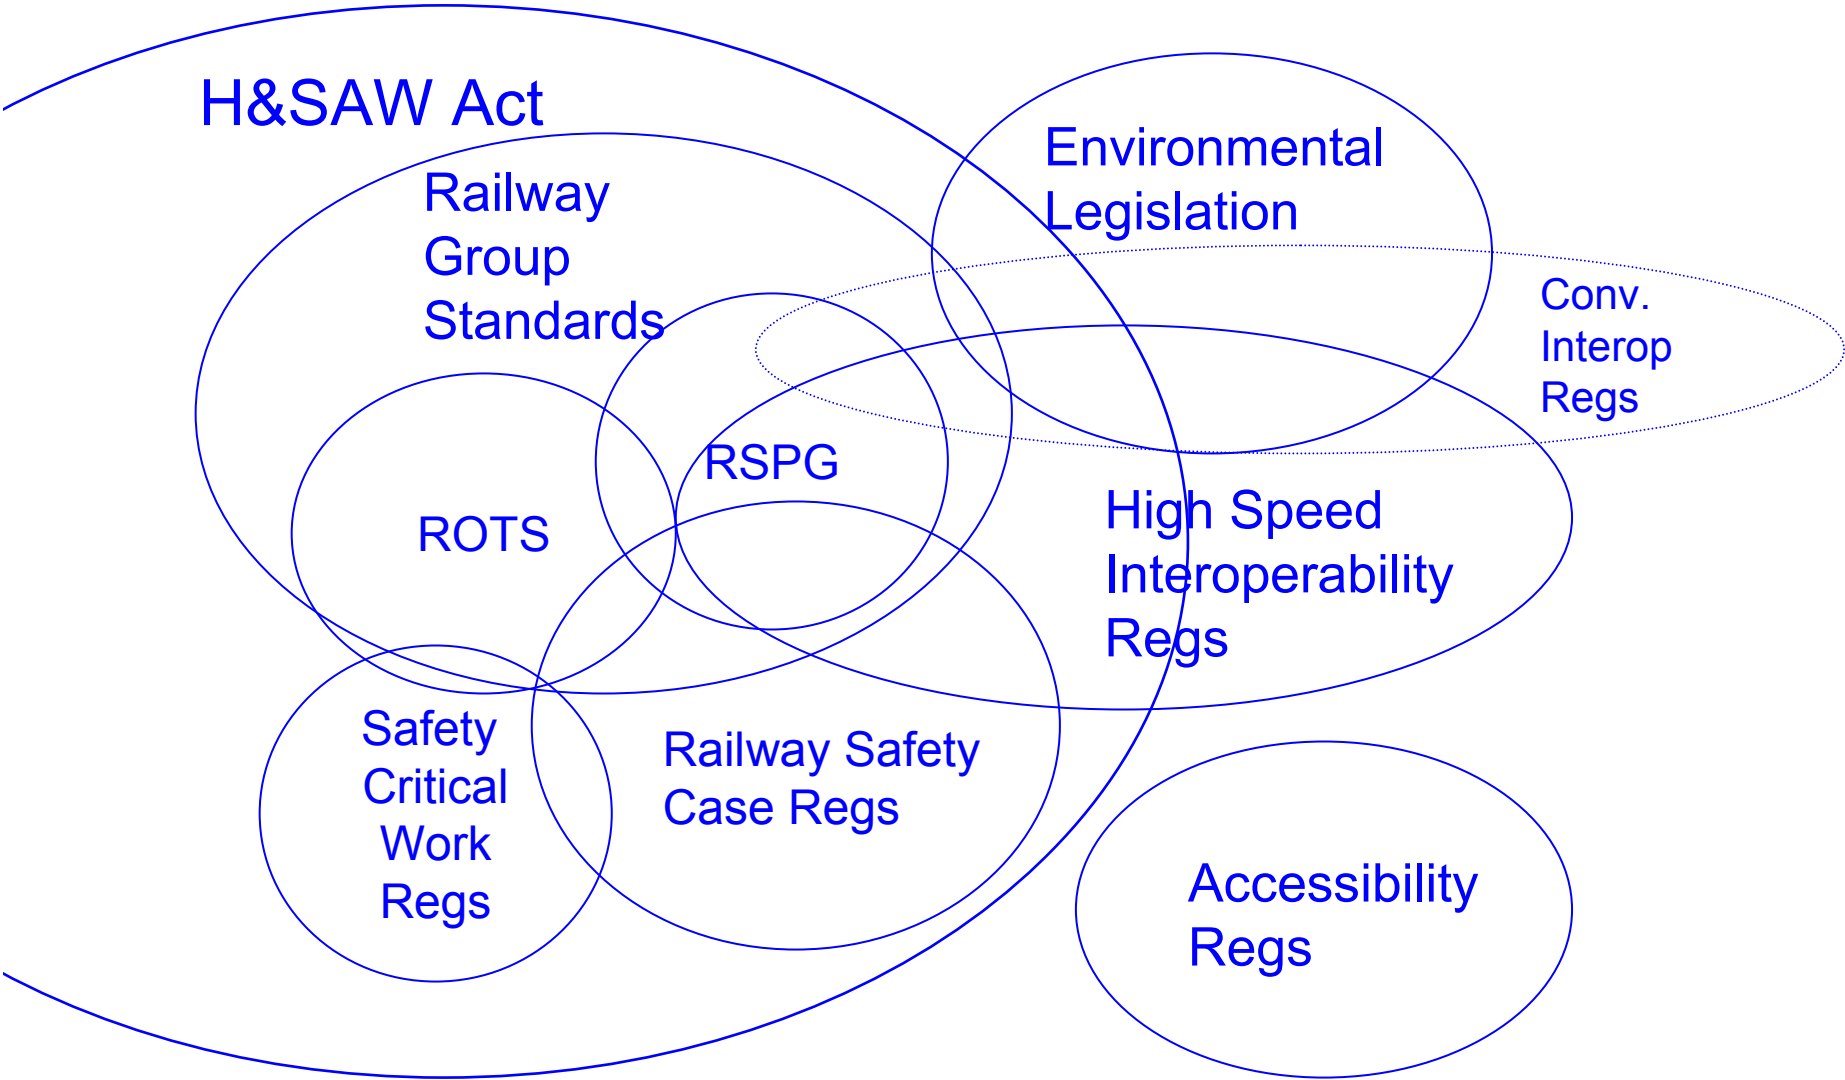 H&SAW Act
Environmental
Legislation
Railway
Group
Standards
Conv.
Interop
Regs
RSPG
ROTS
High Speed
Interoperability
Regs
Safety
Critical
Work
Regs
Railway Safety
Case Regs
Accessibility
Regs